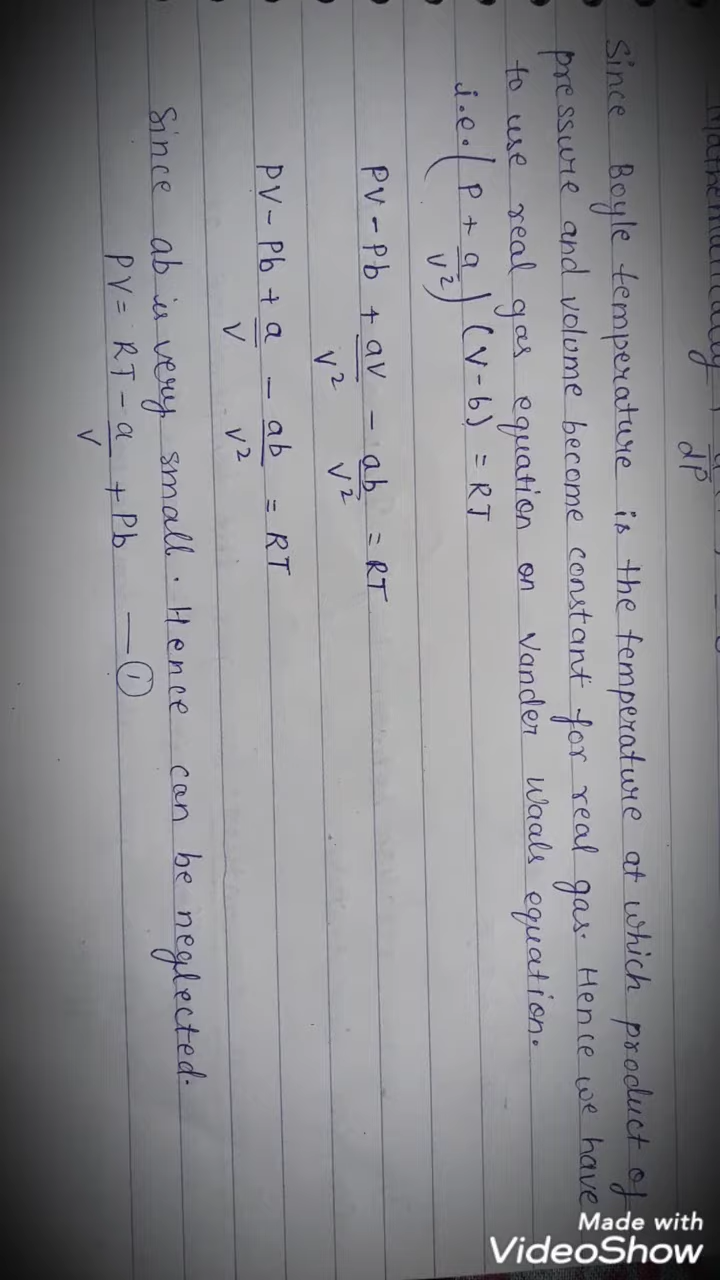 dP
Since Boyle temperature is the temperature at which product of
pressure and volume become constant for real gas. Hence we have
to use real gas equation on Vander Waals equation.
i.e. (P + a/V²) (V-b) = RT
PV - Pb + av/V² - ab/V² = RT
PV - Pb + a/V - ab/V² = RT
Since ab is very small. Hence can be neglected.
PV = RT - a/V + Pb — ①
Made with
VideoShow